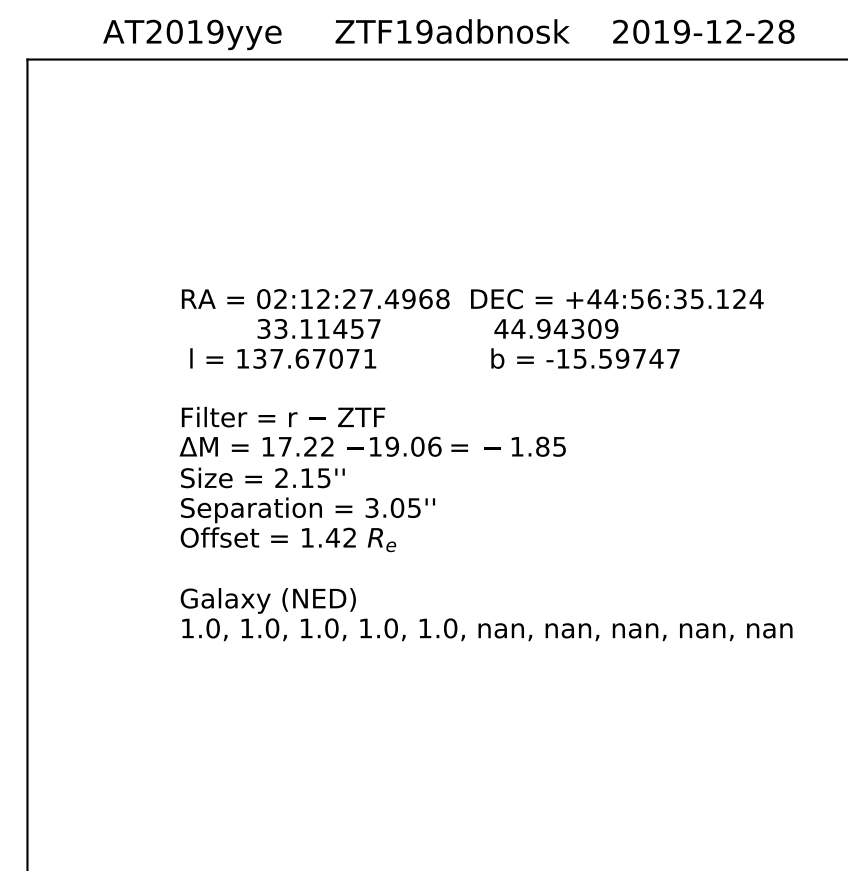 AT2019yye ZTF19adbnosk 2019-12-28
RA = 02:12:27.4968 DEC = +44:56:35.124
33.11457 44.94309
l = 137.67071 b = -15.59747
Filter = r − ZTF
ΔM = 17.22 −19.06 = − 1.85
Size = 2.15''
Separation = 3.05''
Offset = 1.42 Re
Galaxy (NED)
1.0, 1.0, 1.0, 1.0, 1.0, nan, nan, nan, nan, nan